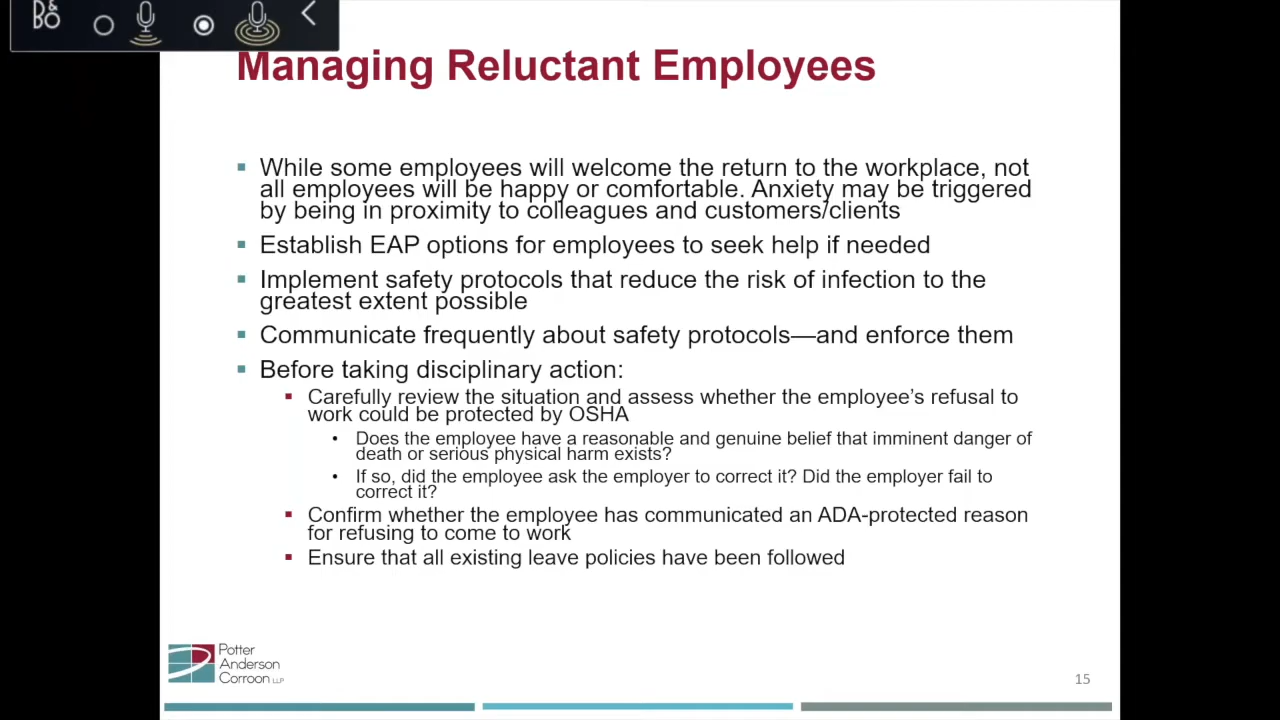 B&O
Managing Reluctant Employees
While some employees will welcome the return to the workplace, not
all employees will be happy or comfortable. Anxiety may be triggered
by being in proximity to colleagues and customers/clients
Establish EAP options for employees to seek help if needed
Implement safety protocols that reduce the risk of infection to the
greatest extent possible
Communicate frequently about safety protocols—and enforce them
Before taking disciplinary action:
Carefully review the situation and assess whether the employee's refusal to
work could be protected by OSHA
Does the employee have a reasonable and genuine belief that imminent danger of
death or serious physical harm exists?
If so, did the employee ask the employer to correct it? Did the employer fail to
correct it?
Confirm whether the employee has communicated an ADA-protected reason
for refusing to come to work
Ensure that all existing leave policies have been followed
Potter
Anderson
Corroon LLP
15